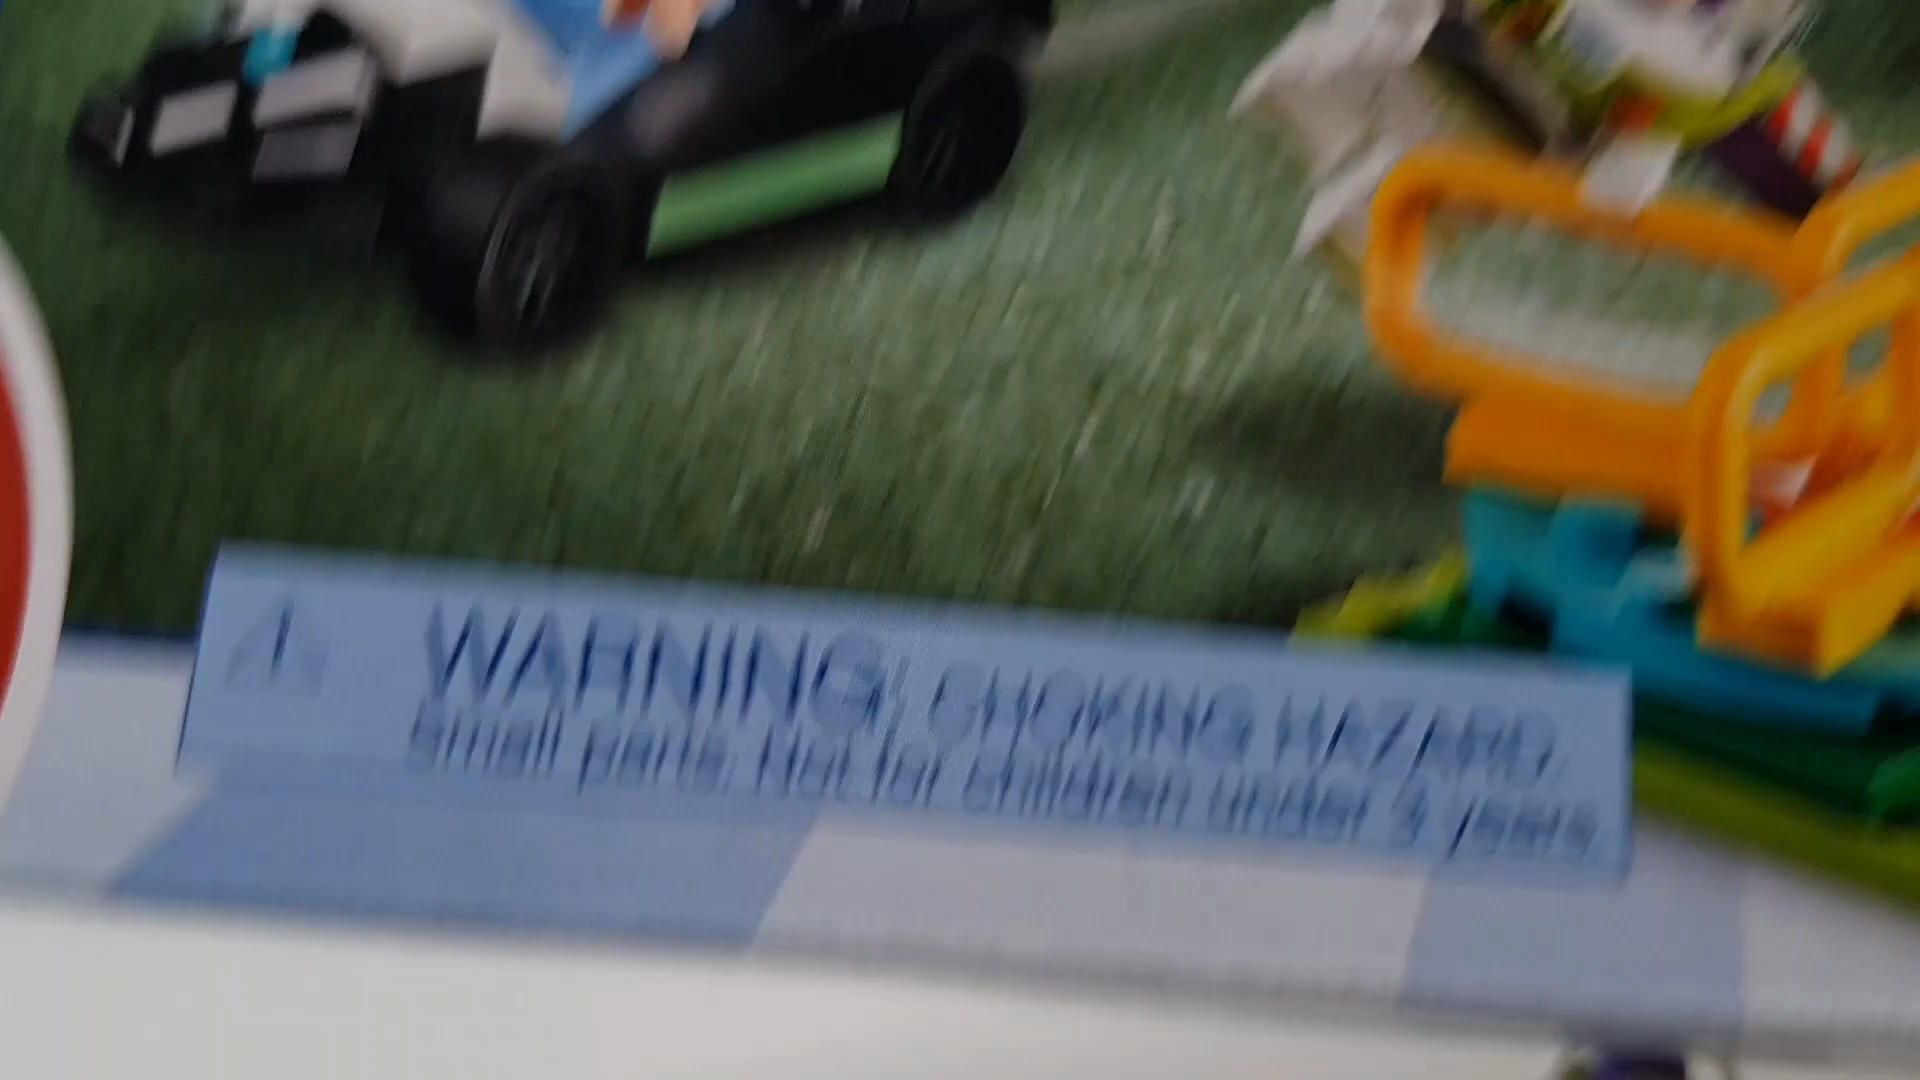 WARNING: CHOKING HAZARD.
Small parts. Not for children under 3 years.